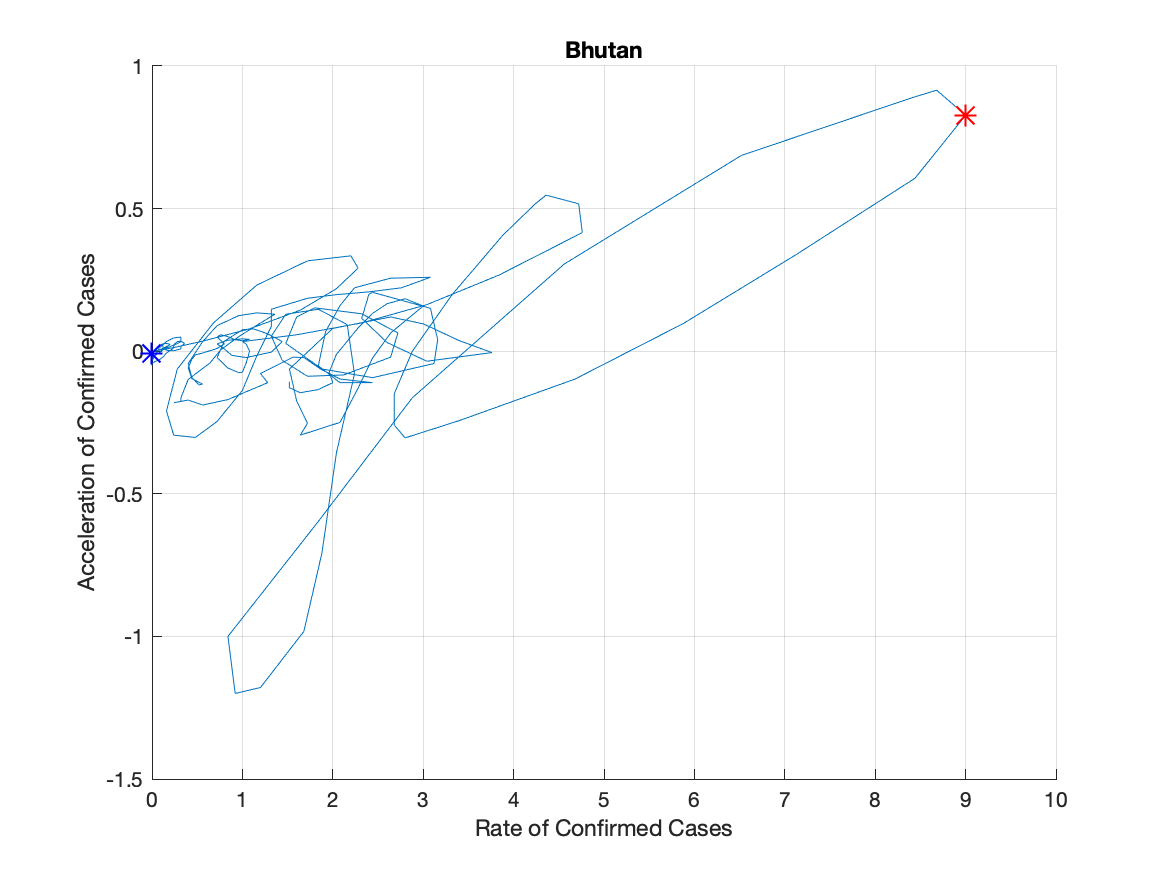 Bhutan
1
0.5
0
-0.5
-1
-1.5
Acceleration of Confirmed Cases
0 1 2 3 4 5 6 7 8 9 10
Rate of Confirmed Cases